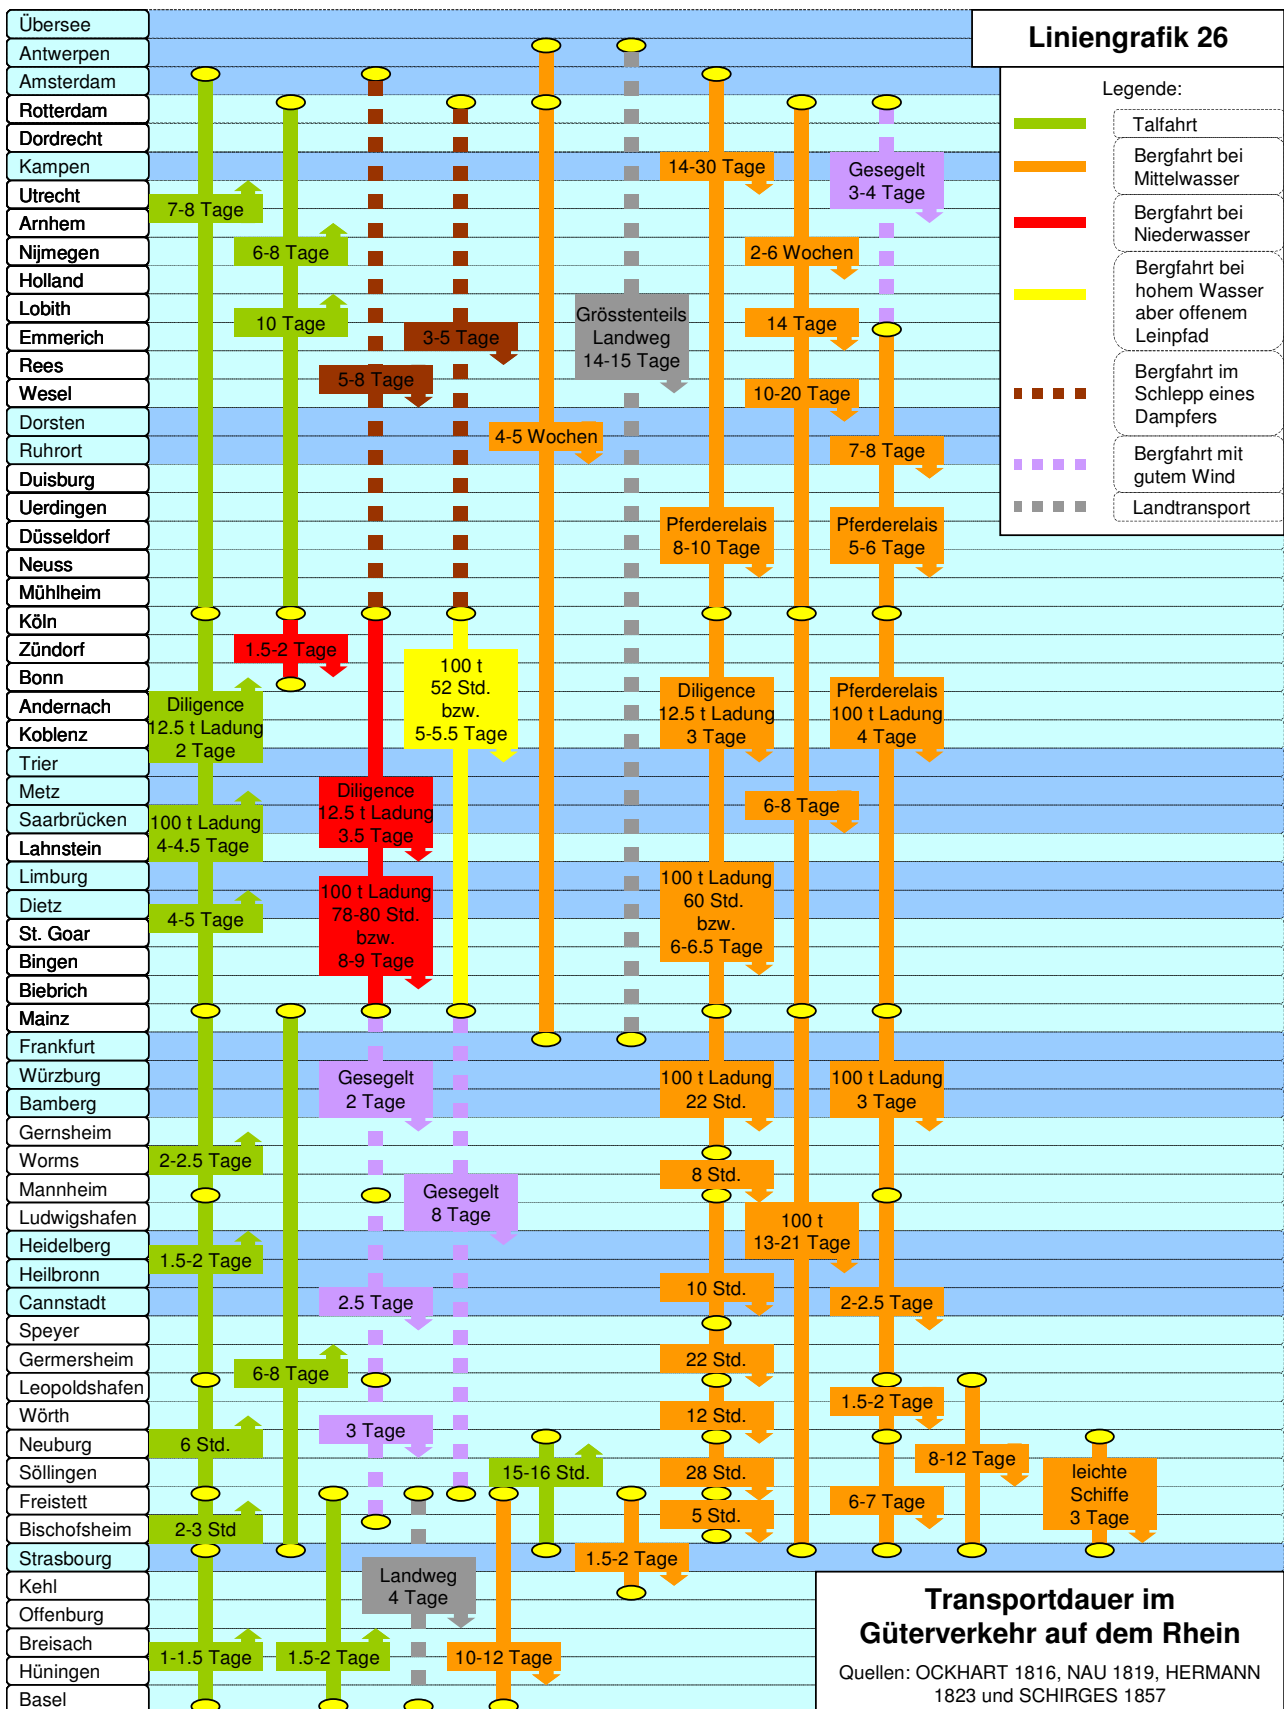 Übersee
Antwerpen
Amsterdam
Rotterdam
Dordrecht
Kampen
Utrecht
Arnhem
Nijmegen
Holland
Lobith
Emmerich
Rees
Wesel
Dorsten
Ruhrort
Duisburg
Uerdingen
Düsseldorf
Neuss
Mühlheim
Köln
Zündorf
Bonn
Andernach
Koblenz
Trier
Metz
Saarbrücken
Lahnstein
Limburg
Dietz
St. Goar
Bingen
Biebrich
Mainz
Frankfurt
Würzburg
Bamberg
Gernsheim
Worms
Mannheim
Ludwigshafen
Heidelberg
Heilbronn
Cannstadt
Speyer
Germersheim
Leopoldshafen
Wörth
Neuburg
Söllingen
Freistett
Bischofsheim
Strasbourg
Kehl
Offenburg
Breisach
Hüningen
Basel
Liniengrafik 26
Legende:
Talfahrt
Bergfahrt bei
Mittelwasser
Bergfahrt bei
Niederwasser
Bergfahrt bei
hohem Wasser
aber offenem
Leinpfad
Bergfahrt im
Schlepp eines
Dampfers
Bergfahrt mit
gutem Wind
Landtransport
7-8 Tage
Diligence
12.5 t Ladung
2 Tage
100 t Ladung
4-4.5 Tage
4-5 Tage
2-2.5 Tage
1.5-2 Tage
6 Std.
2-3 Std
1-1.5 Tage
6-8 Tage
10 Tage
1.5-2 Tage
6-8 Tage
1.5-2 Tage
5-8 Tage
Diligence
12.5 t Ladung
3.5 Tage
100 t Ladung
78-80 Std.
bzw.
8-9 Tage
Gesegelt
2 Tage
2.5 Tage
3 Tage
Landweg
4 Tage
3-5 Tage
100 t
52 Std.
bzw.
5-5.5 Tage
Gesegelt
8 Tage
10-12 Tage
4-5 Wochen
15-16 Std.
Grösstenteils
Landweg
14-15 Tage
1.5-2 Tage
14-30 Tage
Pferderelais
8-10 Tage
Diligence
12.5 t Ladung
3 Tage
100 t Ladung
60 Std.
bzw.
6-6.5 Tage
100 t Ladung
22 Std.
8 Std.
10 Std.
22 Std.
12 Std.
28 Std.
5 Std.
2-6 Wochen
14 Tage
10-20 Tage
6-8 Tage
100 t
13-21 Tage
Gesegelt
3-4 Tage
7-8 Tage
Pferderelais
5-6 Tage
Pferderelais
100 t Ladung
4 Tage
100 t Ladung
3 Tage
2-2.5 Tage
1.5-2 Tage
6-7 Tage
8-12 Tage
leichte
Schiffe
3 Tage
Transportdauer im
Güterverkehr auf dem Rhein
Quellen: OCKHART 1816, NAU 1819, HERMANN
1823 und SCHIRGES 1857